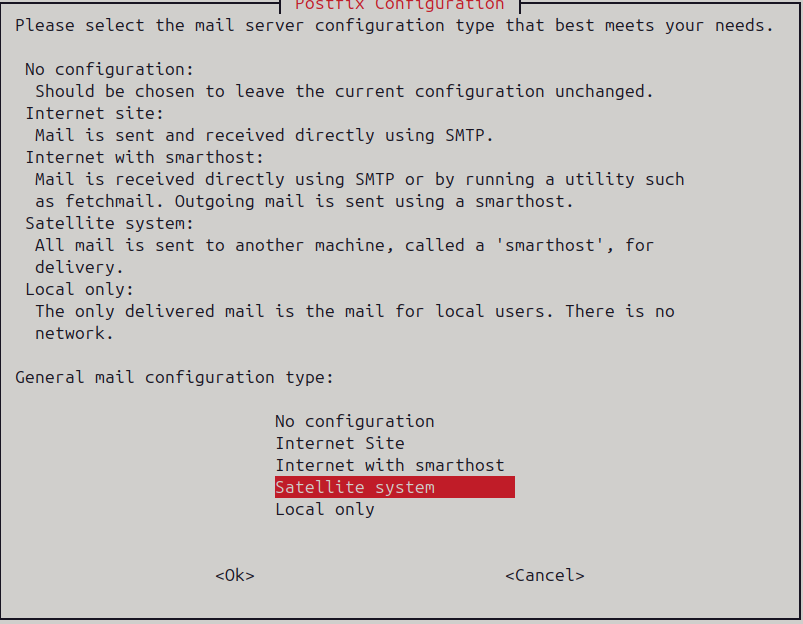 Postfix Configuration
Please select the mail server configuration type that best meets your needs.
No configuration:
Should be chosen to leave the current configuration unchanged.
Internet site:
Mail is sent and received directly using SMTP.
Internet with smarthost:
Mail is received directly using SMTP or by running a utility such
as fetchmail. Outgoing mail is sent using a smarthost.
Satellite system:
All mail is sent to another machine, called a 'smarthost', for
delivery.
Local only:
The only delivered mail is the mail for local users. There is no
network.
General mail configuration type:
No configuration
Internet Site
Internet with smarthost
Satellite system
Local only
<Ok> <Cancel>